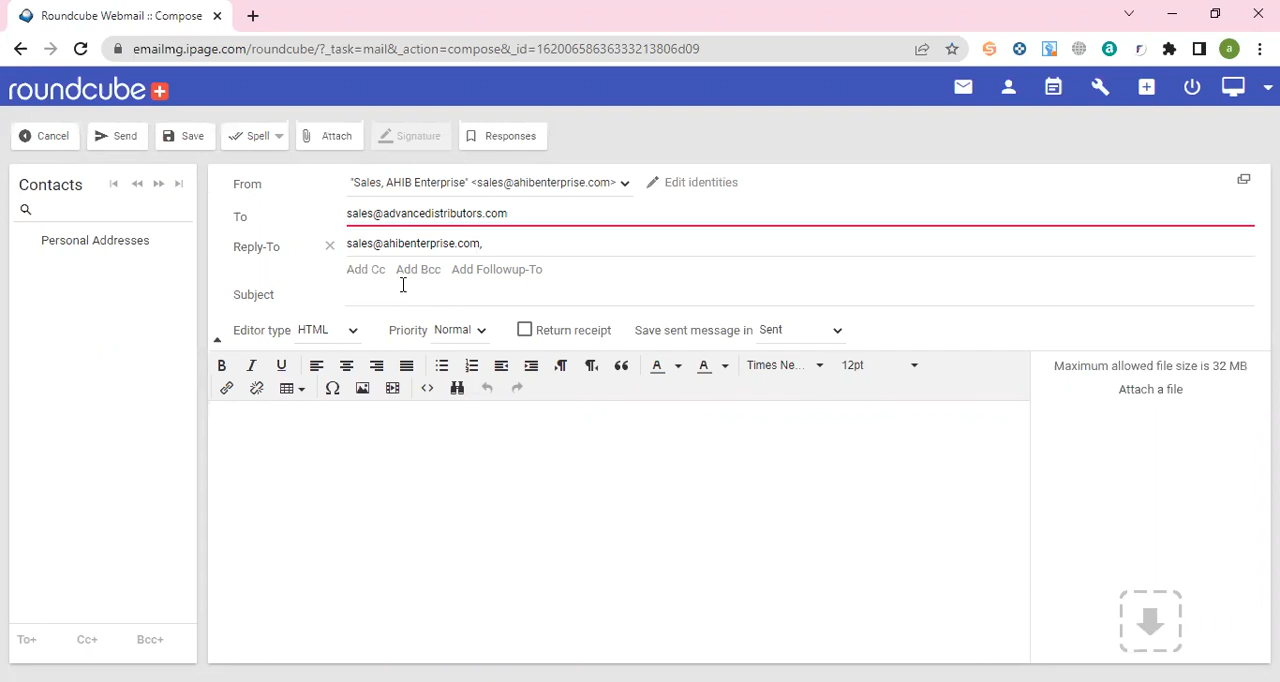 Roundcube Webmail :: Compose
emailmg.ipage.com/roundcube/?_task=mail&_action=compose&_id=1620065863633321380​6d09
a
roundcube
Cancel Send Save Spell Attach Signature Responses
Contacts
Personal Addresses
To+ Cc+ Bcc+
From "Sales, AHIB Enterprise" <sales@ahibenterprise.com> Edit identities
To sales@advancedistributors.com
Reply-To sales@ahibenterprise.com,
Add Cc Add Bcc Add Followup-To
Subject
Editor type HTML Priority Normal Return receipt Save sent message in Sent
B I U A A Times Ne... 12pt
Maximum allowed file size is 32 MB
Attach a file